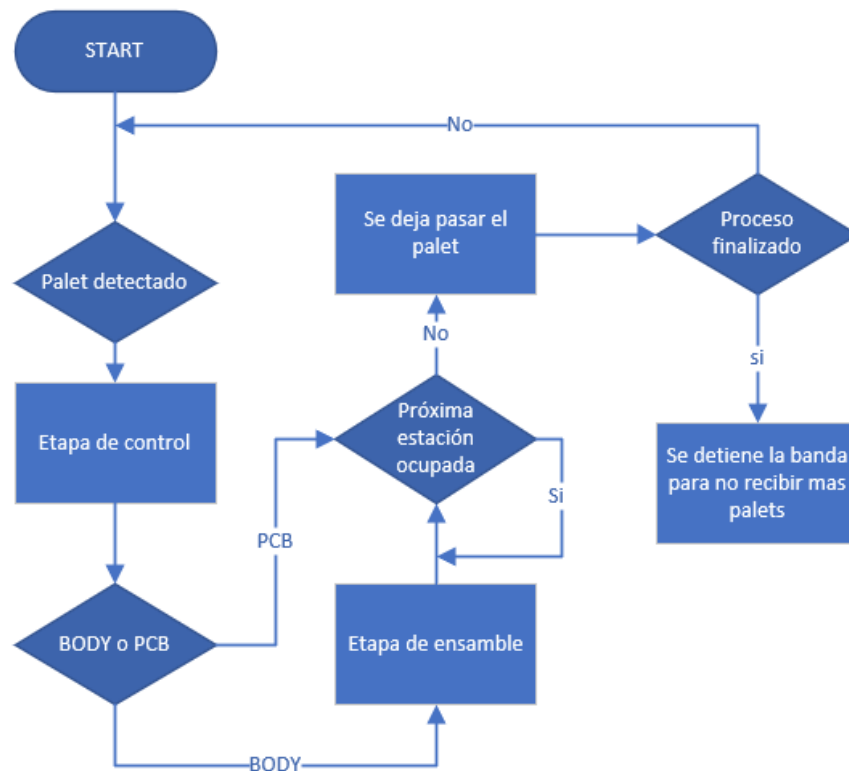 START
No
Se deja pasar el
palet
Proceso
finalizado
Palet detectado
No
si
Próxima
estación
ocupada
Etapa de control
Se detiene la banda
para no recibir mas
palets
Si
PCB
BODY o PCB
Etapa de ensamble
BODY